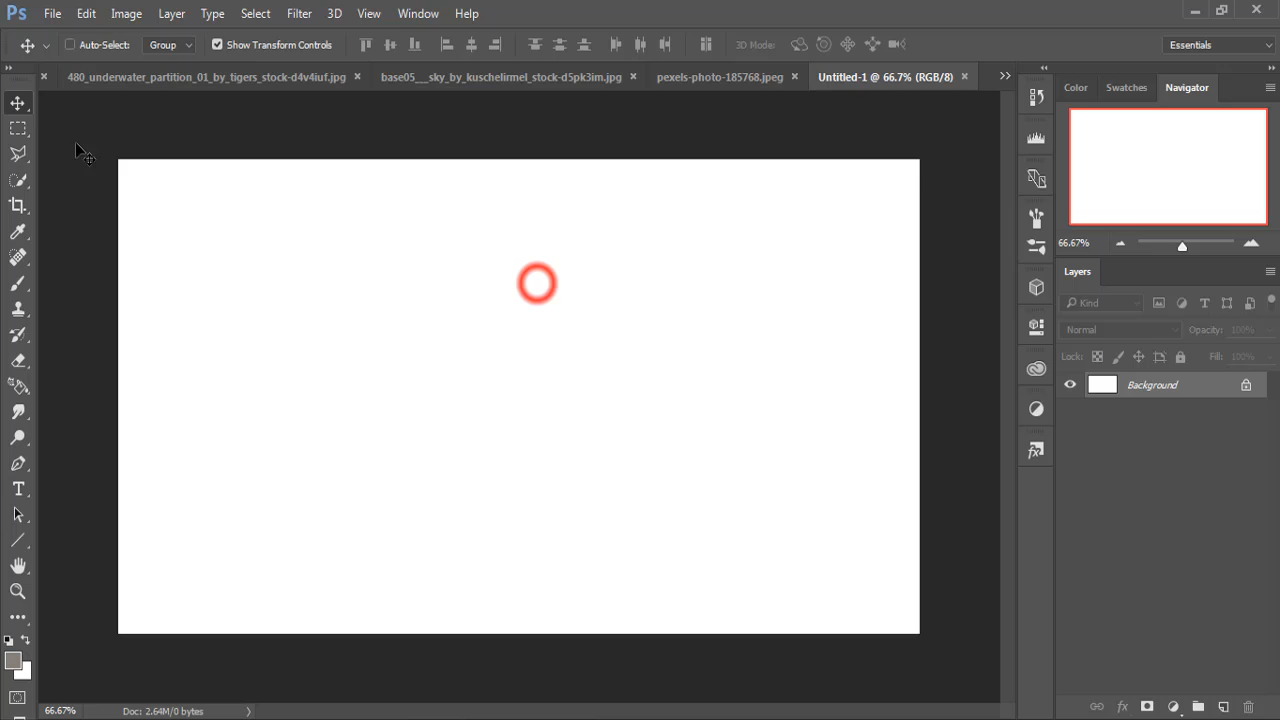 Ps File Edit Image Layer Type Select Filter 3D View Window Help
Auto-Select: Group Show Transform Controls 3D Mode: Essentials
480_underwater_partition_01_by_tigers_stock-d4v4iuf.jpg base05___sky_by_kuschelirmel_stock-d5pk3im.jpg pexels-photo-185768.jpeg Untitled-1 @ 66.7% (RGB/8)
Color Swatches Navigator
66.67%
Layers
Kind
Normal Opacity: 100%
Lock: Fill: 100%
Background
66.67% Doc: 2.64M/0 bytes